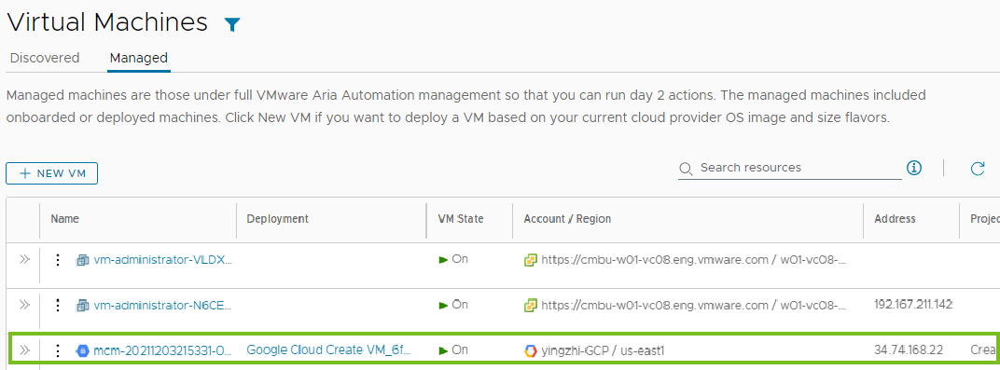 Virtual Machines
Discovered Managed
Managed machines are those under full VMware Aria Automation management so that you can run day 2 actions. The managed machines included
onboarded or deployed machines. Click New VM if you want to deploy a VM based on your current cloud provider OS image and size flavors.
+ NEW VM Search resources
Name Deployment VM State Account / Region Address Projec
vm-administrator-VLDX... On https://cmbu-w01-vc08.eng.vmware.com / w01-vc08-...
vm-administrator-N6CE... On https://cmbu-w01-vc08.eng.vmware.com / w01-vc08-... 192.167.211.142
mcm-20211203215331-0... Google Cloud Create VM_6f... On yingzhi-GCP / us-east1 34.74.168.22 Crea